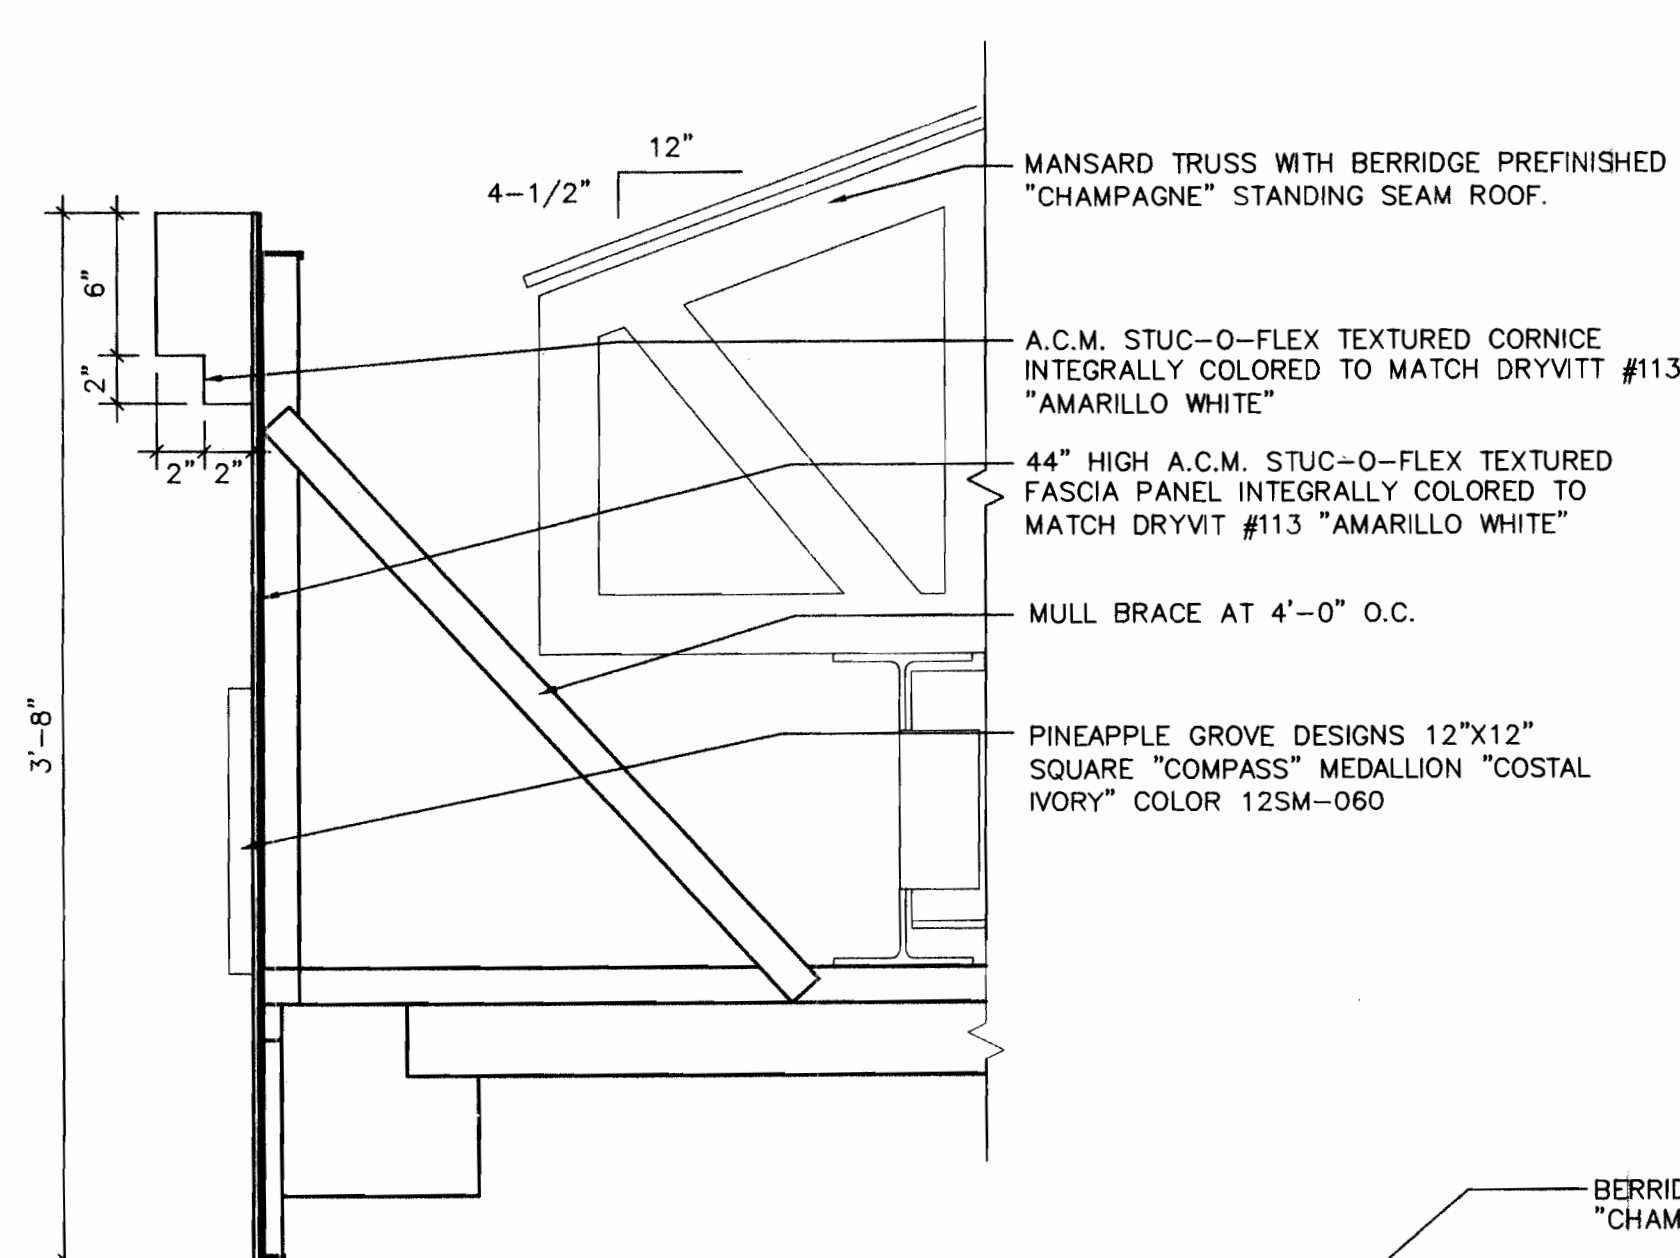 12"
4-1/2"
MANSARD TRUSS WITH BERRIDGE PREFINISHED
"CHAMPAGNE" STANDING SEAM ROOF.
6"
2"
A.C.M. STUC-O-FLEX TEXTURED CORNICE
INTEGRALLY COLORED TO MATCH DRYVITT #113
"AMARILLO WHITE"
2" 2"
44" HIGH A.C.M. STUC-O-FLEX TEXTURED
FASCIA PANEL INTEGRALLY COLORED TO
MATCH DRYVIT #113 "AMARILLO WHITE"
MULL BRACE AT 4'-0" O.C.
3'-8"
PINEAPPLE GROVE DESIGNS 12"X12"
SQUARE "COMPASS" MEDALLION "COSTAL
IVORY" COLOR 12SM-060
BERRID
"CHAM